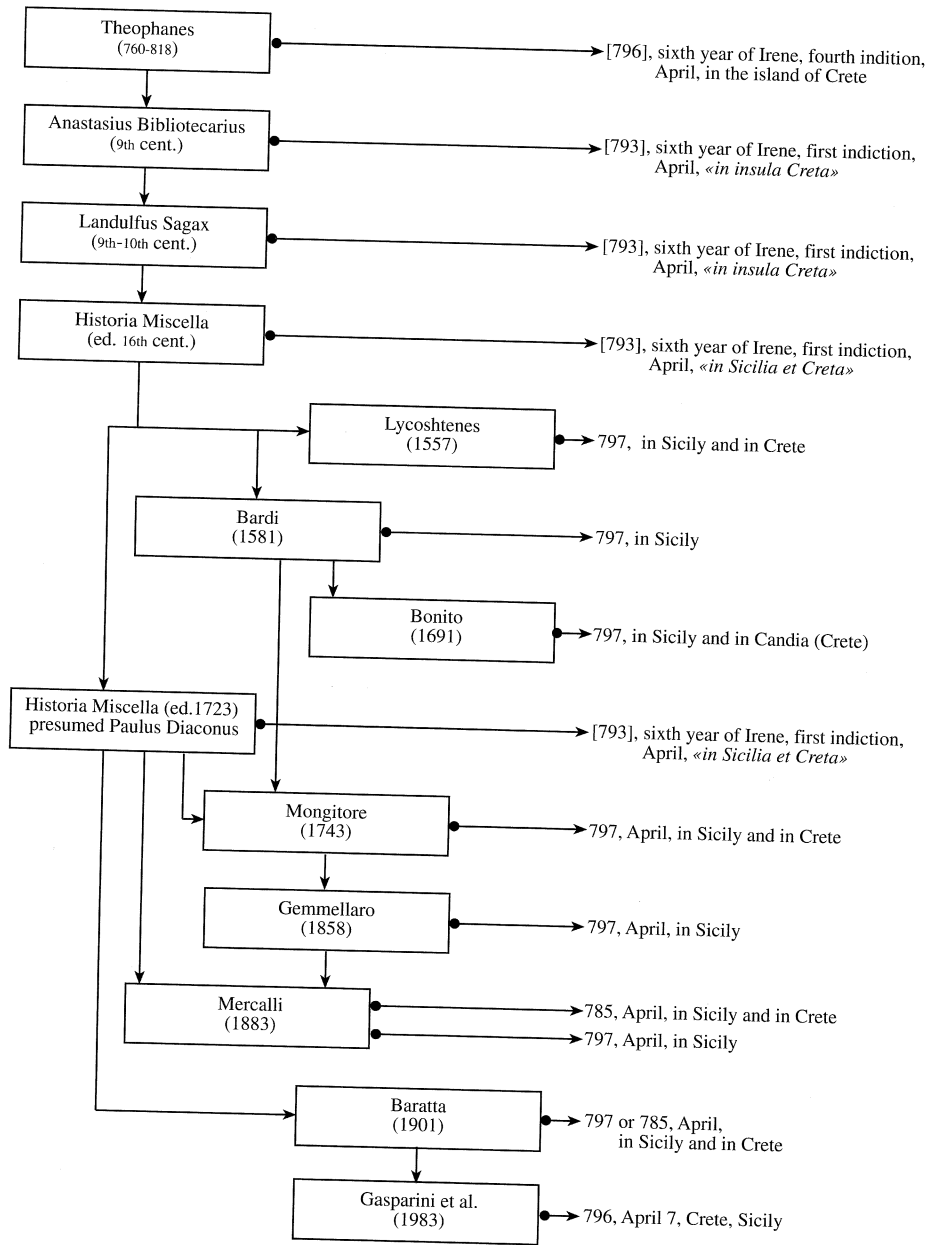 Theophanes
(760-818)
[796], sixth year of Irene, fourth indition,
April, in the island of Crete
Anastasius Bibliotecarius
(9th cent.)
[793], sixth year of Irene, first indiction,
April, «in insula Creta»
Landulfus Sagax
(9th-10th cent.)
[793], sixth year of Irene, first indiction,
April, «in insula Creta»
Historia Miscella
(ed. 16th cent.)
[793], sixth year of Irene, first indiction,
April, «in Sicilia et Creta»
Lycoshtenes
(1557)
797, in Sicily and in Crete
Bardi
(1581)
797, in Sicily
Bonito
(1691)
797, in Sicily and in Candia (Crete)
Historia Miscella (ed.1723)
presumed Paulus Diaconus
[793], sixth year of Irene, first indiction,
April, «in Sicilia et Creta»
Mongitore
(1743)
797, April, in Sicily and in Crete
Gemmellaro
(1858)
797, April, in Sicily
Mercalli
(1883)
785, April, in Sicily and in Crete
797, April, in Sicily
Baratta
(1901)
797 or 785, April,
in Sicily and in Crete
Gasparini et al.
(1983)
796, April 7, Crete, Sicily